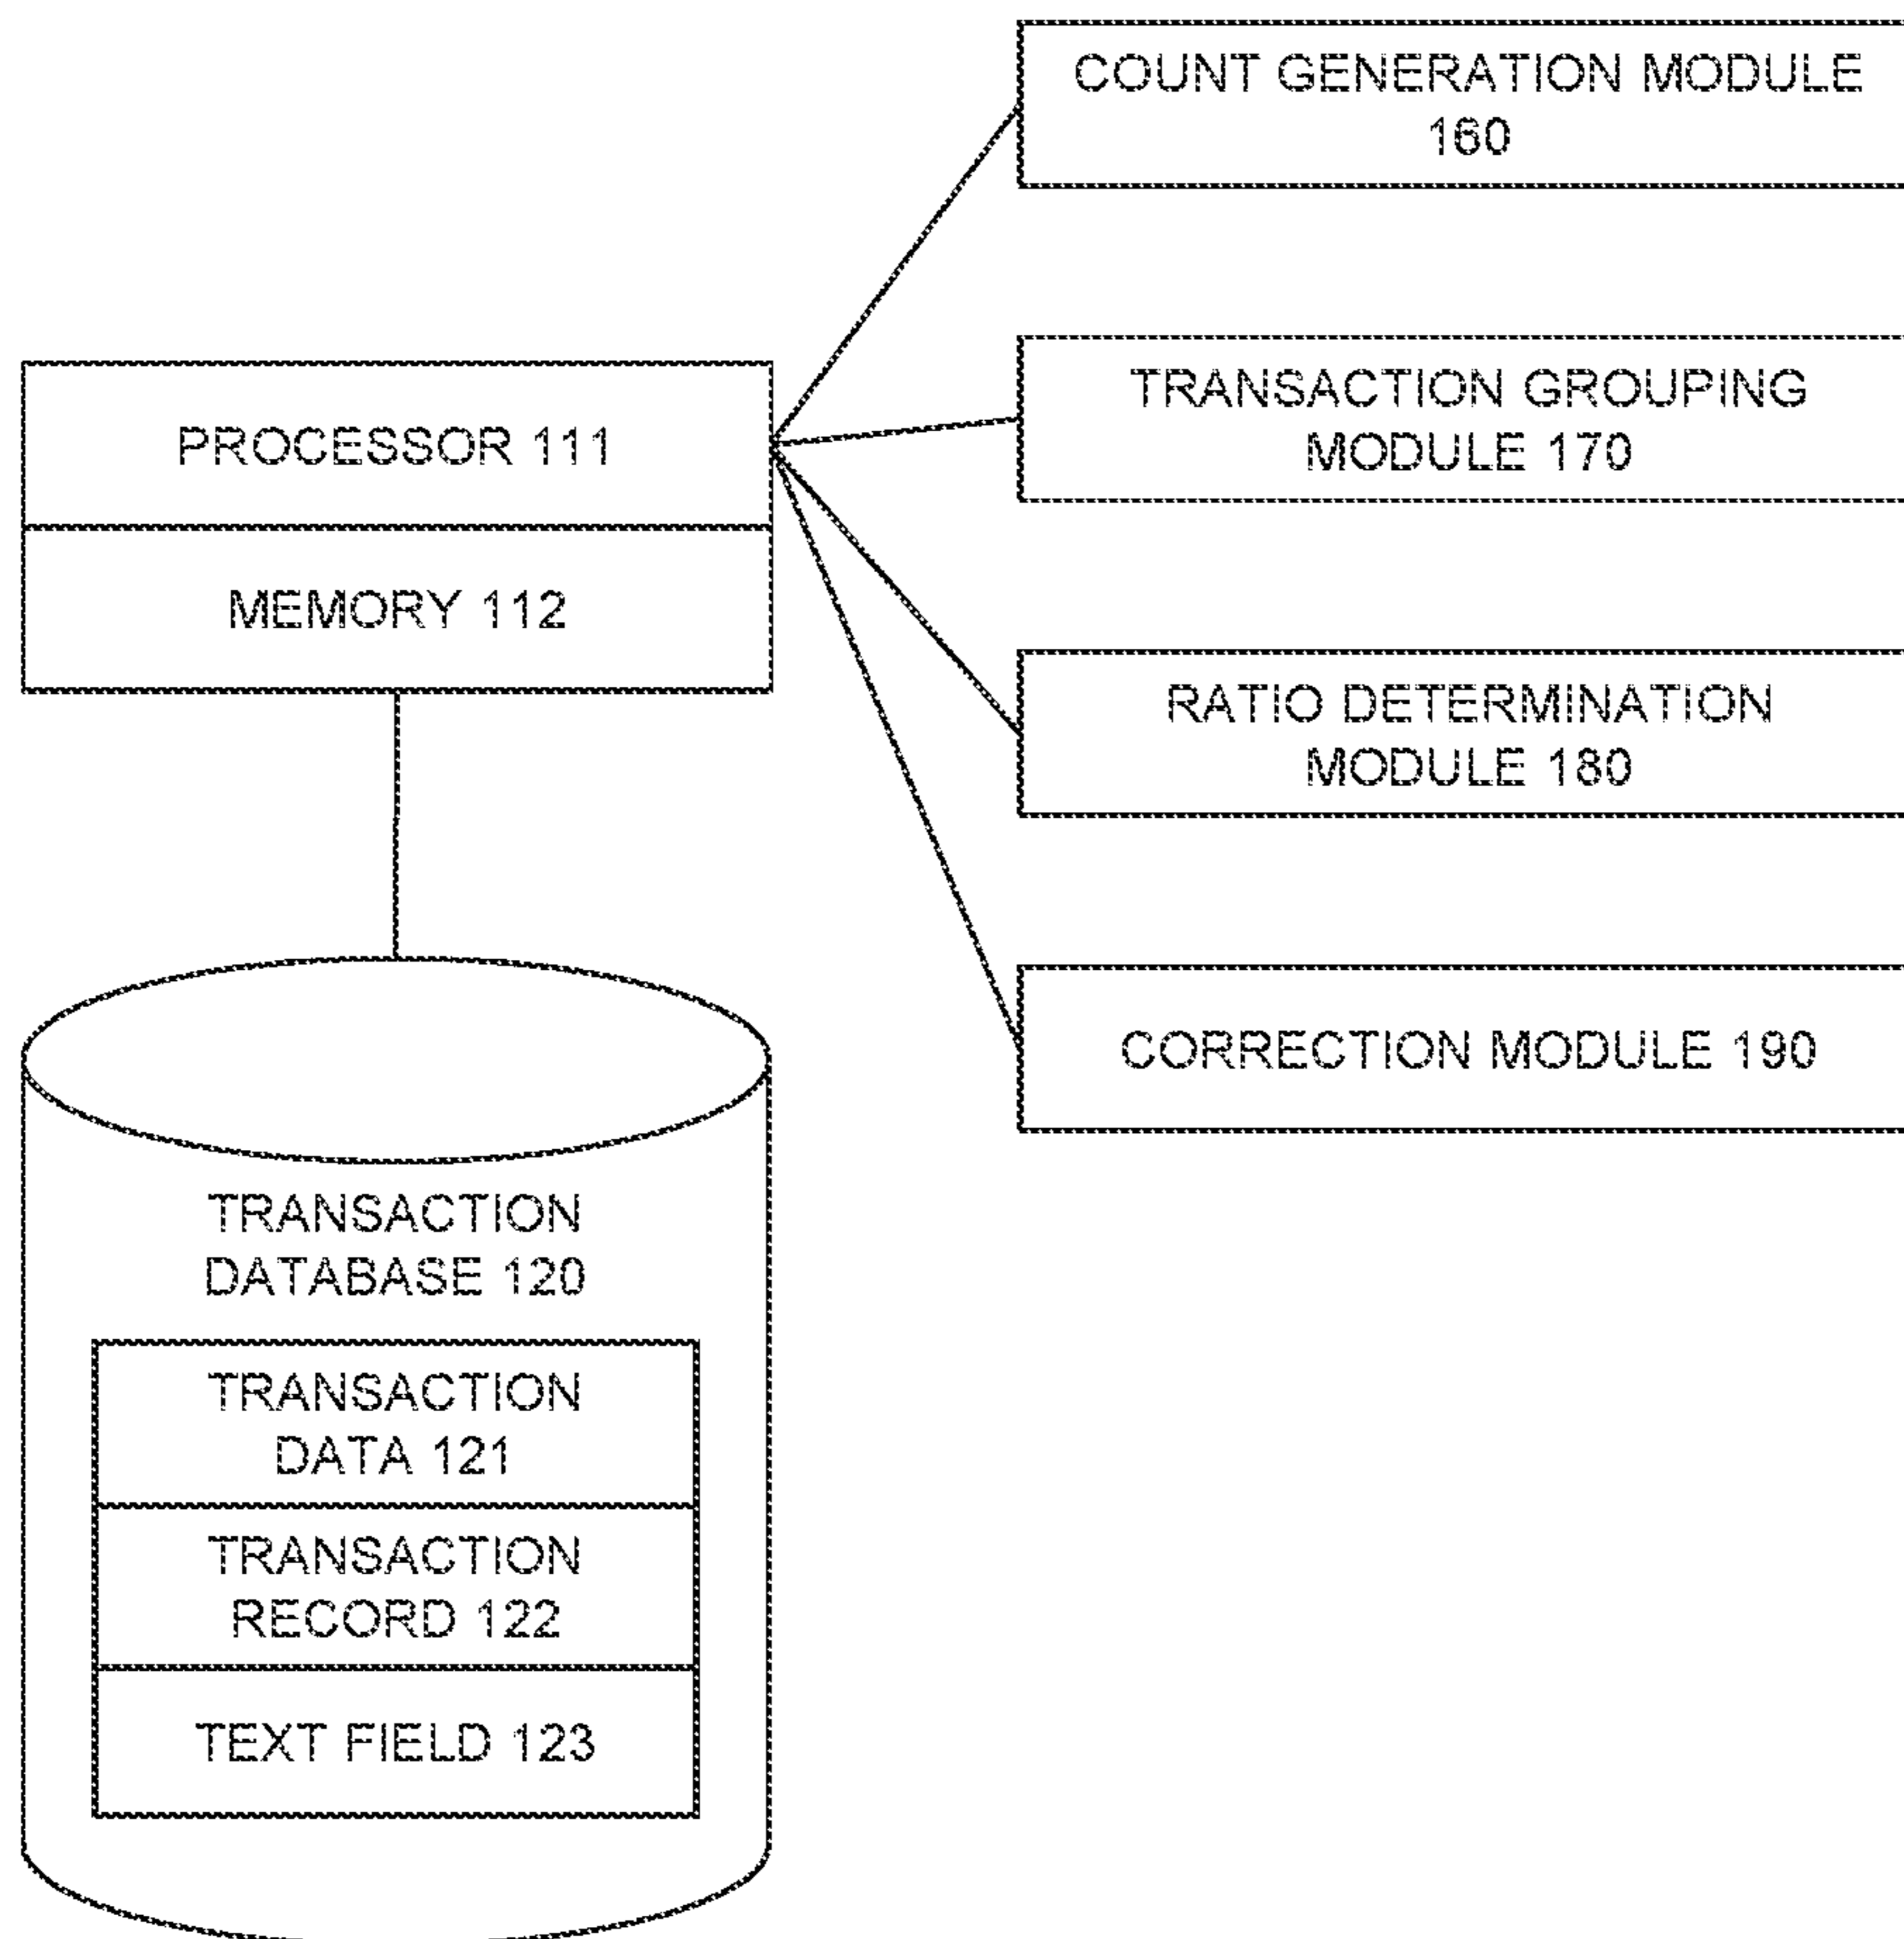 COUNT GENERATION MODULE
160
TRANSACTION GROUPING
MODULE 170
PROCESSOR 111
MEMORY 112
RATIO DETERMINATION
MODULE 180
CORRECTION MODULE 190
TRANSACTION
DATABASE 120
TRANSACTION
DATA 121
TRANSACTION
RECORD 122
TEXT FIELD 123